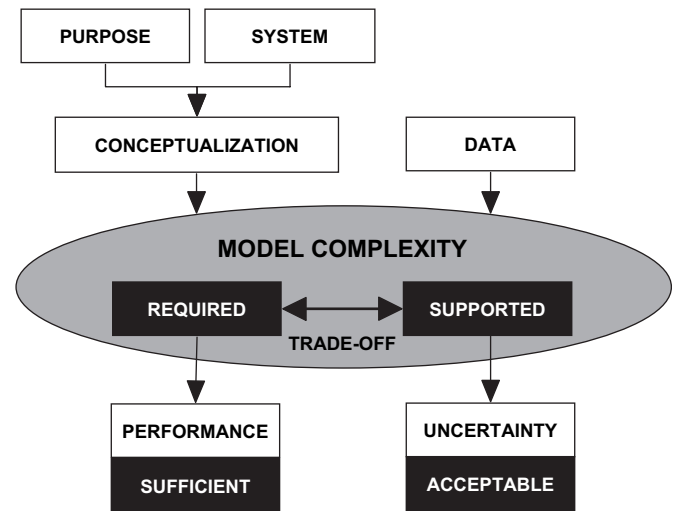 PURPOSE
SYSTEM
CONCEPTUALIZATION
DATA
MODEL COMPLEXITY
REQUIRED
SUPPORTED
TRADE-OFF
PERFORMANCE
UNCERTAINTY
SUFFICIENT
ACCEPTABLE